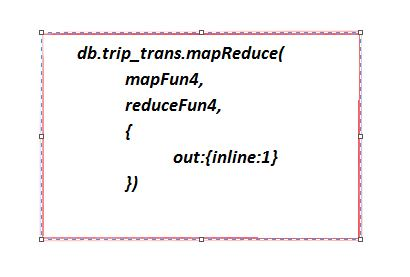 db.trip_trans.mapReduce(
mapFun4,
reduceFun4,
{
out:{inline:1}
})